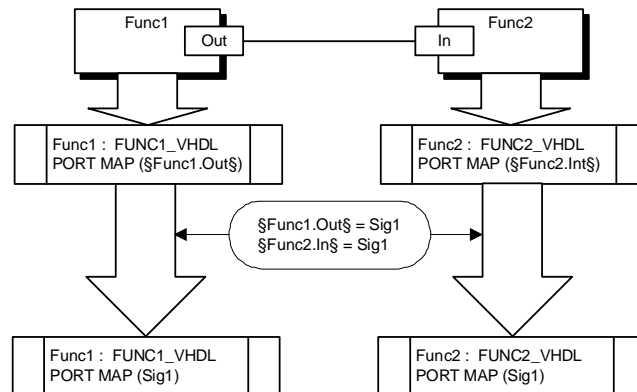 Func1
Out
In
Func2
Func1 : FUNC1_VHDL
PORT MAP (§Func1.Out§)
Func2 : FUNC2_VHDL
PORT MAP (§Func2.Int§)
§Func1.Out§ = Sig1
§Func2.In§ = Sig1
Func1 : FUNC1_VHDL
PORT MAP (Sig1)
Func2 : FUNC2_VHDL
PORT MAP (Sig1)